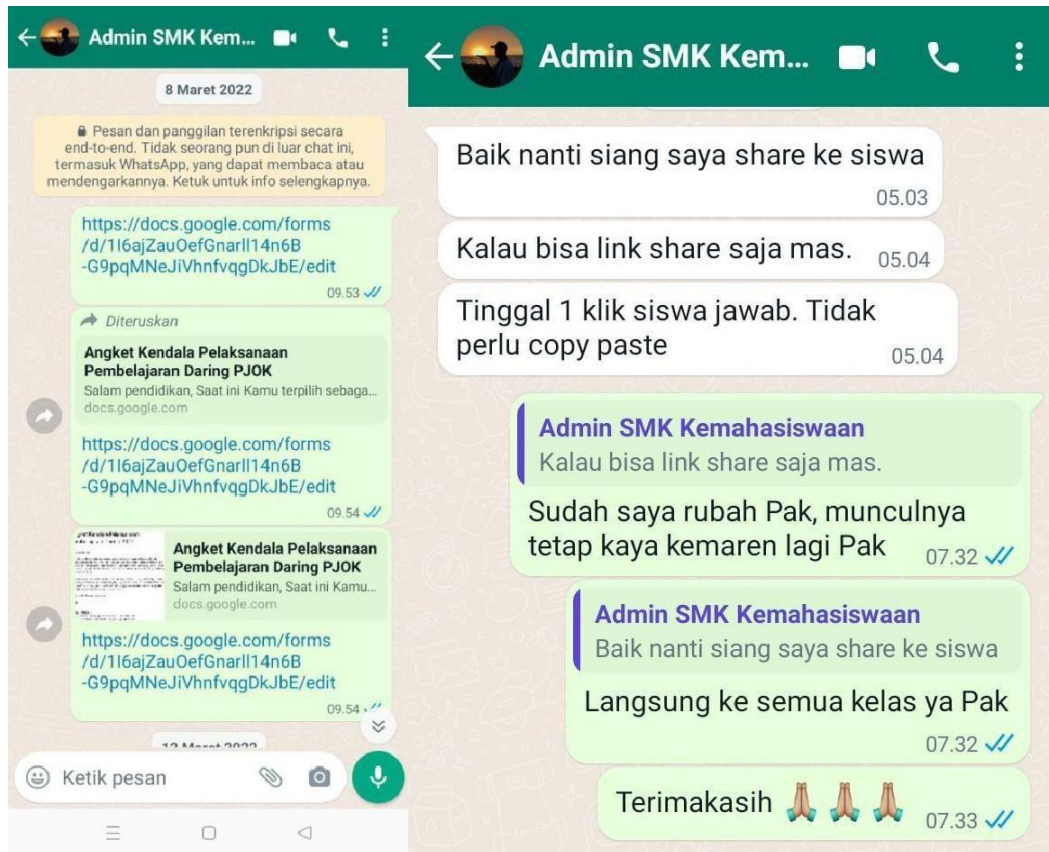 Admin SMK Kem...
8 Maret 2022
Pesan dan panggilan terenkripsi secara
end-to-end. Tidak seorang pun di luar chat ini,
termasuk WhatsApp, yang dapat membaca atau
mendengarkannya. Ketuk untuk info selengkapnya.
https://docs.google.com/forms
/d/1I6ajZauOefGnarIl14n6B
-G9pqMNeJiVhnfvqgDkJbE/edit
09.53
Diteruskan
Angket Kendala Pelaksanaan
Pembelajaran Daring PJOK
Salam pendidikan, Saat ini Kamu terpilih sebaga...
docs.google.com
https://docs.google.com/forms
/d/1I6ajZauOefGnarIl14n6B
-G9pqMNeJiVhnfvqgDkJbE/edit
09.54
Angket Kendala Pelaksanaan
Pembelajaran Daring PJOK
Salam pendidikan, Saat ini Kamu...
docs.google.com
https://docs.google.com/forms
/d/1I6ajZauOefGnarIl14n6B
-G9pqMNeJiVhnfvqgDkJbE/edit
09.54
12 Maret 2022
Ketik pesan
Admin SMK Kem...
Baik nanti siang saya share ke siswa
05.03
Kalau bisa link share saja mas.
05.04
Tinggal 1 klik siswa jawab. Tidak
perlu copy paste
05.04
Admin SMK Kemahasiswaan
Kalau bisa link share saja mas.
Sudah saya rubah Pak, munculnya
tetap kaya kemaren lagi Pak
07.32
Admin SMK Kemahasiswaan
Baik nanti siang saya share ke siswa
Langsung ke semua kelas ya Pak
07.32
Terimakasih 🙏🙏🙏
07.33